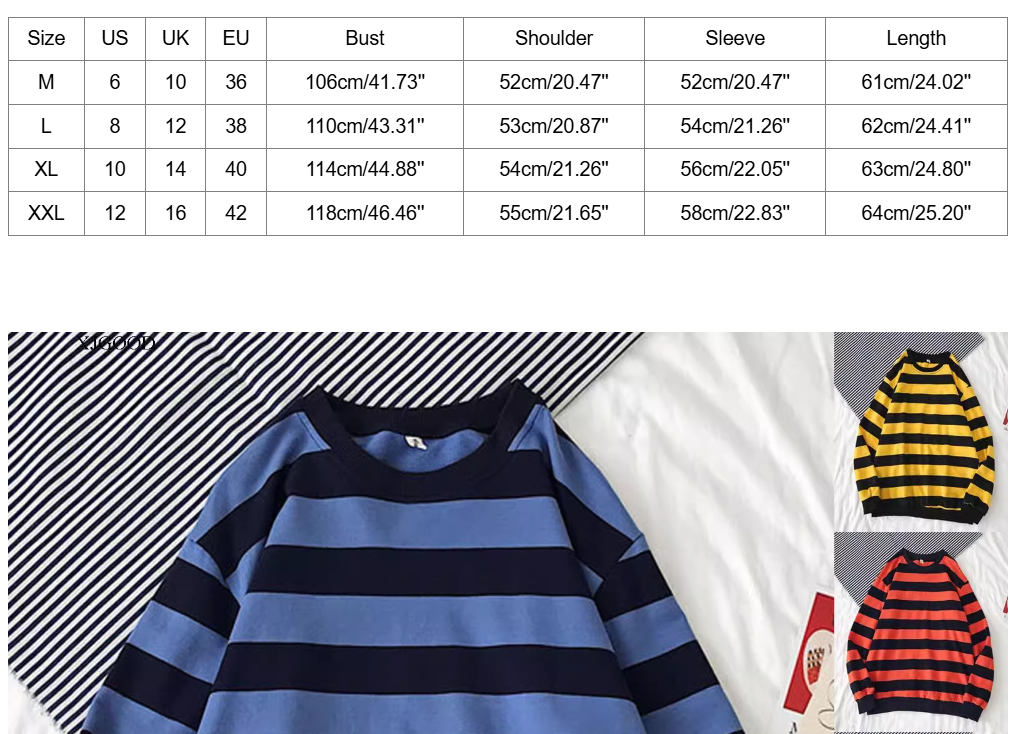 Size US UK EU Bust Shoulder Sleeve Length
M 6 10 36 106cm/41.73" 52cm/20.47" 52cm/20.47" 61cm/24.02"
L 8 12 38 110cm/43.31" 53cm/20.87" 54cm/21.26" 62cm/24.41"
XL 10 14 40 114cm/44.88" 54cm/21.26" 56cm/22.05" 63cm/24.80"
XXL 12 16 42 118cm/46.46" 55cm/21.65" 58cm/22.83" 64cm/25.20"
XJGOOD